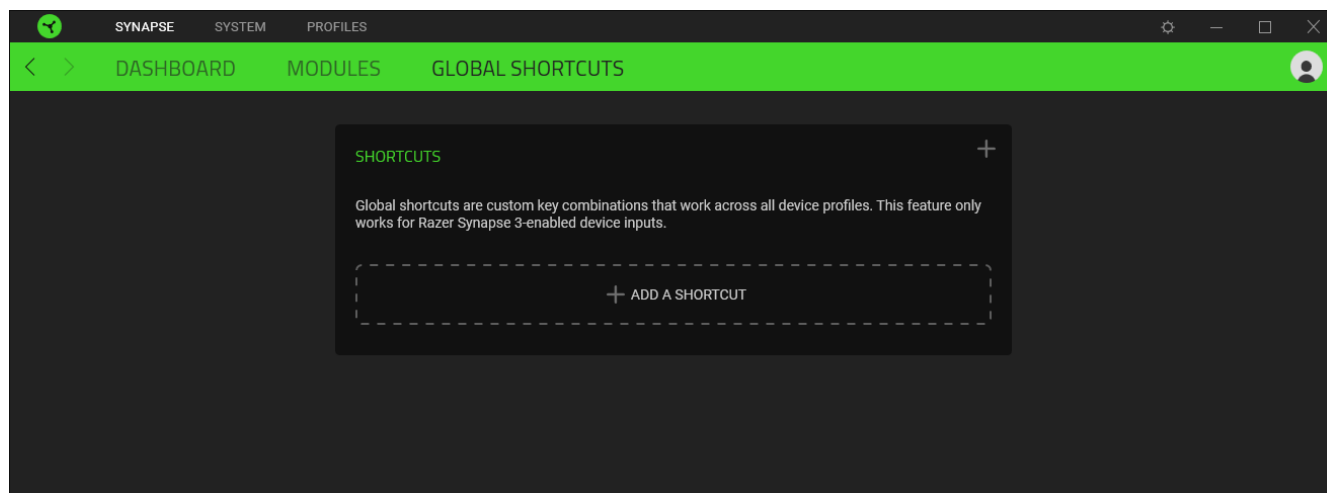 SYNAPSE SYSTEM PROFILES
DASHBOARD MODULES GLOBAL SHORTCUTS
SHORTCUTS
Global shortcuts are custom key combinations that work across all device profiles. This feature only
works for Razer Synapse 3-enabled device inputs.
ADD A SHORTCUT